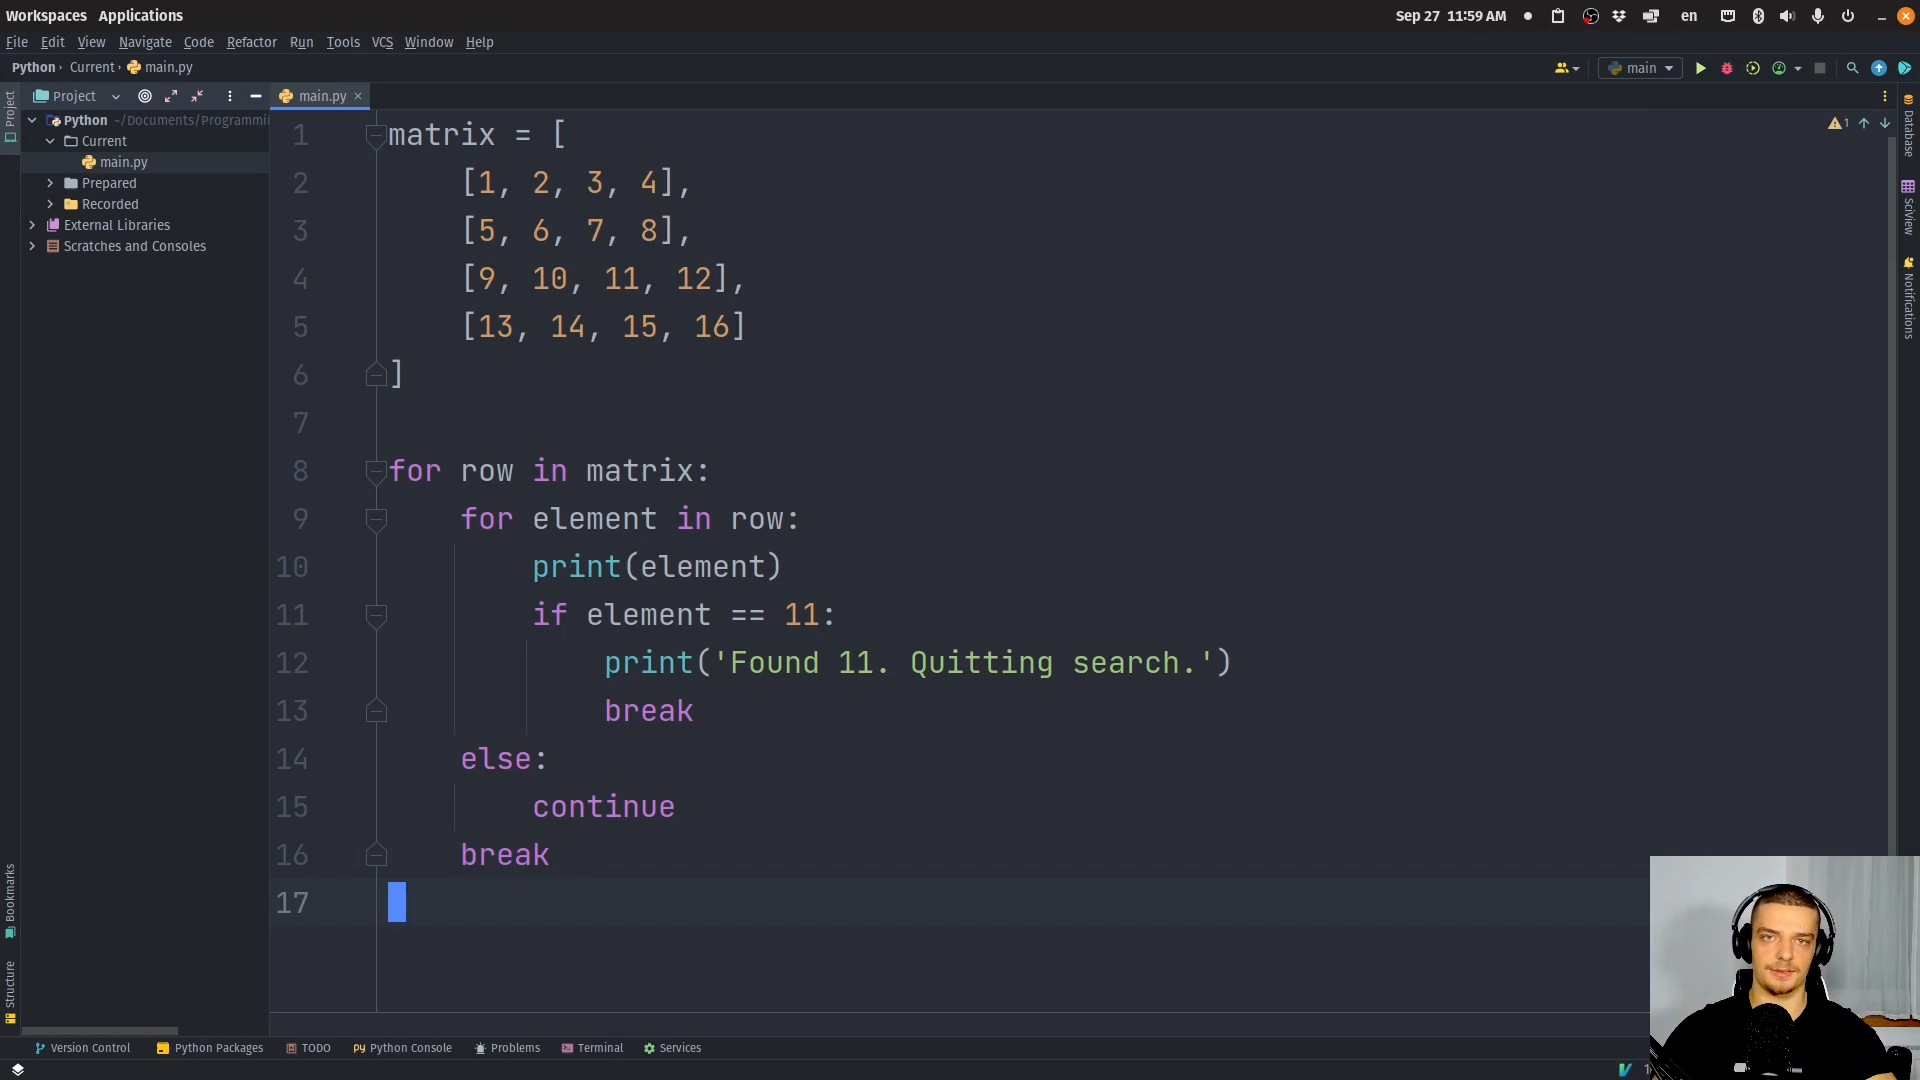 Workspaces Applications
Sep 27 11:59 AM
en
File Edit View Navigate Code Refactor Run Tools VCS Window Help
Python Current main.py
main
Project
main.py
Project
Python ~/Documents/Programmi
Current
main.py
Prepared
Recorded
External Libraries
Scratches and Consoles
1 matrix = [
2 [1, 2, 3, 4],
3 [5, 6, 7, 8],
4 [9, 10, 11, 12],
5 [13, 14, 15, 16]
6 ]
7
8 for row in matrix:
9 for element in row:
10 print(element)
11 if element == 11:
12 print('Found 11. Quitting search.')
13 break
14 else:
15 continue
16 break
17
1
Database
SciView
Notifications
Bookmarks
Structure
Version Control Python Packages TODO Python Console Problems Terminal Services